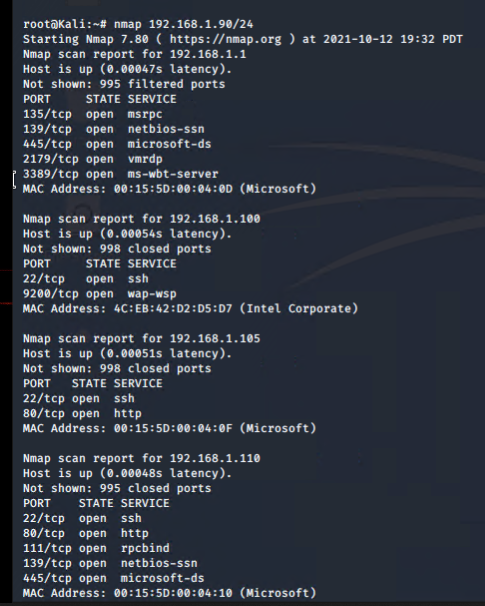 root@Kali:~# nmap 192.168.1.90/24
Starting Nmap 7.80 ( https://nmap.org ) at 2021-10-12 19:32 PDT
Nmap scan report for 192.168.1.1
Host is up (0.00047s latency).
Not shown: 995 filtered ports
PORT     STATE SERVICE
135/tcp  open  msrpc
139/tcp  open  netbios-ssn
445/tcp  open  microsoft-ds
2179/tcp open  vmrdp
3389/tcp open  ms-wbt-server
MAC Address: 00:15:5D:00:04:0D (Microsoft)

Nmap scan report for 192.168.1.100
Host is up (0.00054s latency).
Not shown: 998 closed ports
PORT     STATE SERVICE
22/tcp   open  ssh
9200/tcp open  wap-wsp
MAC Address: 4C:EB:42:D2:D5:D7 (Intel Corporate)

Nmap scan report for 192.168.1.105
Host is up (0.00051s latency).
Not shown: 998 closed ports
PORT   STATE SERVICE
22/tcp open  ssh
80/tcp open  http
MAC Address: 00:15:5D:00:04:0F (Microsoft)

Nmap scan report for 192.168.1.110
Host is up (0.00048s latency).
Not shown: 995 closed ports
PORT    STATE SERVICE
22/tcp  open  ssh
80/tcp  open  http
111/tcp open  rpcbind
139/tcp open  netbios-ssn
445/tcp open  microsoft-ds
MAC Address: 00:15:5D:00:04:10 (Microsoft)